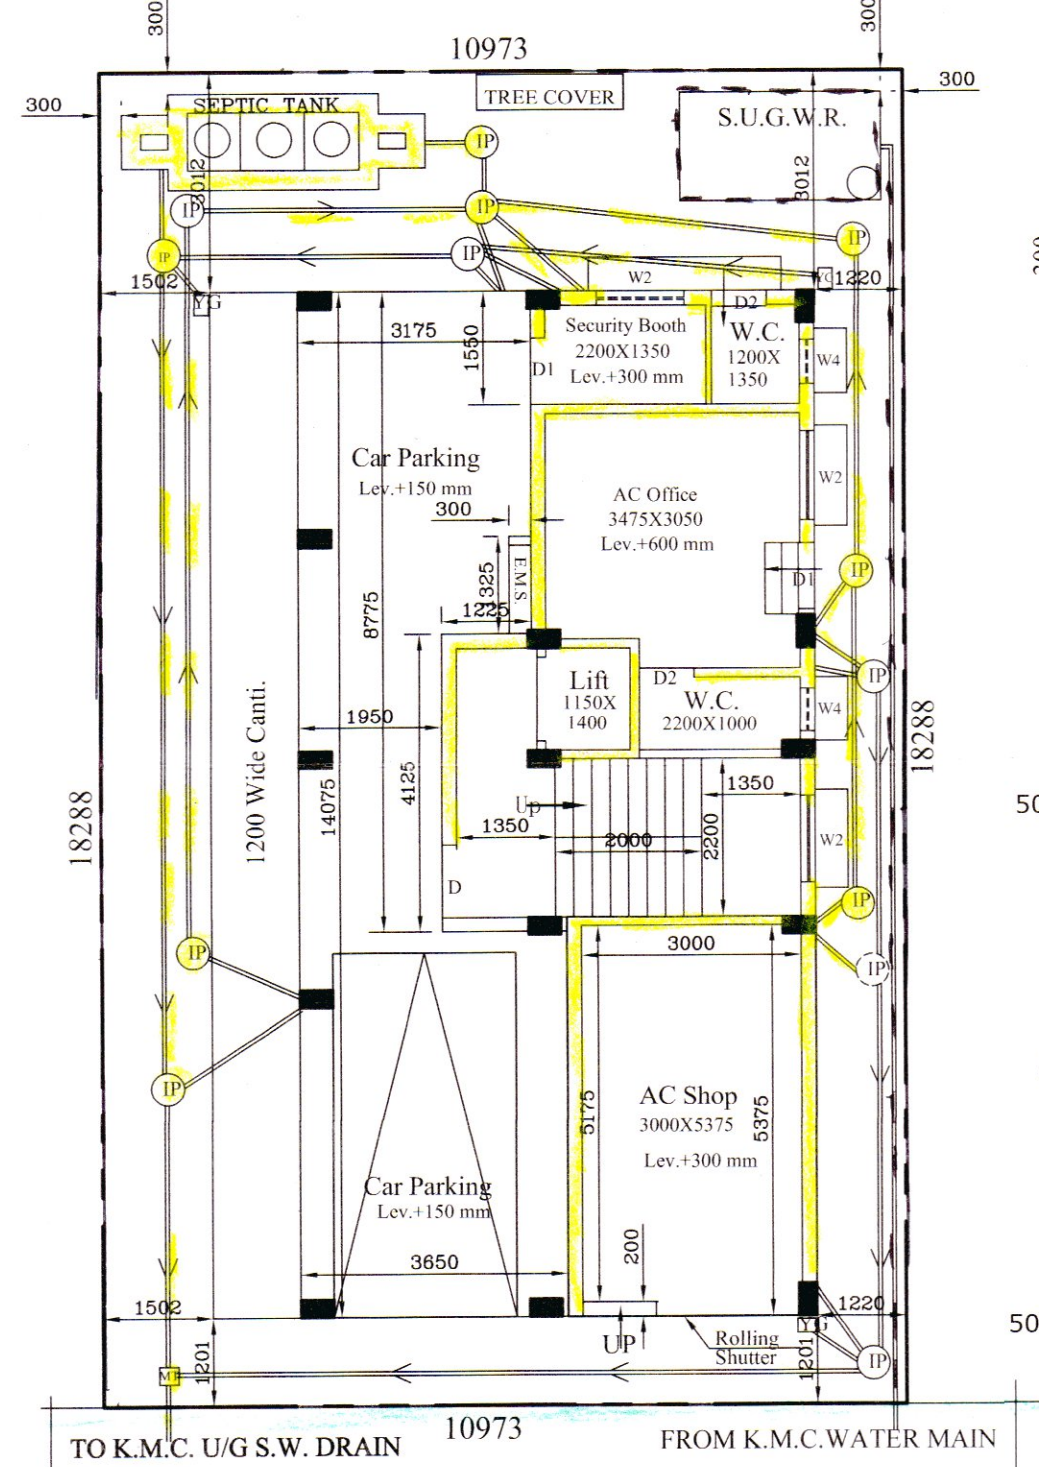 300
300
10973
TREE COVER
S.U.G.W.R.
300
300
SEPTIC TANK
IP
3012
3012
IP
IP
IP
IP
IP
1502
YG
W2
1220
D2
3175
1550
Security Booth
2200X1350
Lev.+300 mm
W.C.
1200X
1350
W4
D1
Car Parking
Lev.+150 mm
W2
AC Office
3475X3050
Lev.+600 mm
300
E.M.S.
1325
D1
IP
1225
8775
Lift
1150X
1400
D2
W.C.
2200X1000
IP
W4
1950
1200 Wide Canti.
18288
18288
14075
4125
Up
1350
1350
2000
2200
W2
50
D
IP
IP
3000
IP
IP
AC Shop
3000X5375
Lev.+300 mm
5175
5375
Car Parking
Lev.+150 mm
200
3650
1502
1220
YG
UP
Rolling
Shutter
1201
1201
IP
50
10973
TO K.M.C. U/G S.W. DRAIN
FROM K.M.C.WATER MAIN